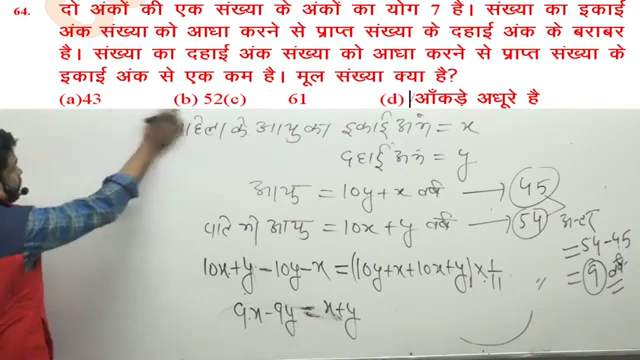 64. दो अंकों की एक संख्या के अंकों का योग 7 है। संख्या का इकाई
अंक संख्या को आधा करने से प्राप्त संख्या के दहाई अंक के बराबर
है। संख्या का दहाई अंक संख्या को आधा करने से प्राप्त संख्या के
इकाई अंक से एक कम है। मूल संख्या क्या है?
(a)43 (b) 52(c) 61 (d) आँकड़े अधूरे है
के आयु का इकाई अंक = x
दहाई अंक = y
आयु = 10y+x वर्ष → 45
की आयु = 10x+y वर्ष → 54
अन्तर
= 54-45
= 9 वर्ष
10x+y-10y-x = (10y+x+10x+y) × 1/11
9x-9y = x+y